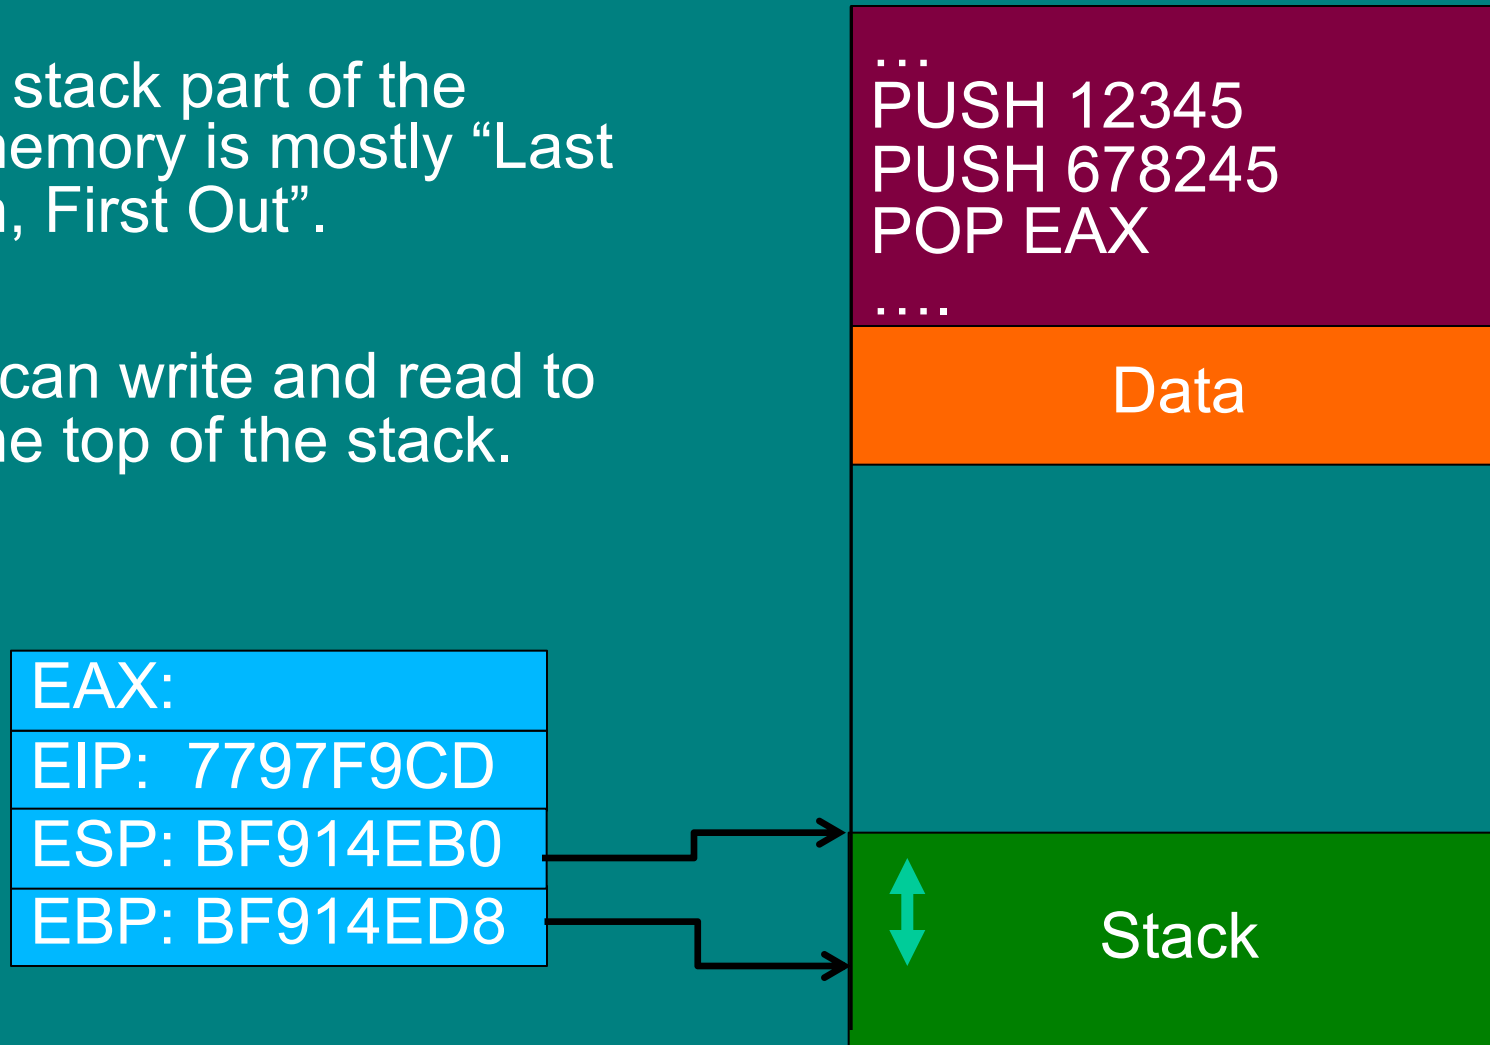 stack part of the
emory is mostly “Last
, First Out”.
can write and read to
e top of the stack.
…
PUSH 12345
PUSH 678245
POP EAX
….
Data
EAX:
EIP: 7797F9CD
ESP: BF914EB0
EBP: BF914ED8
Stack